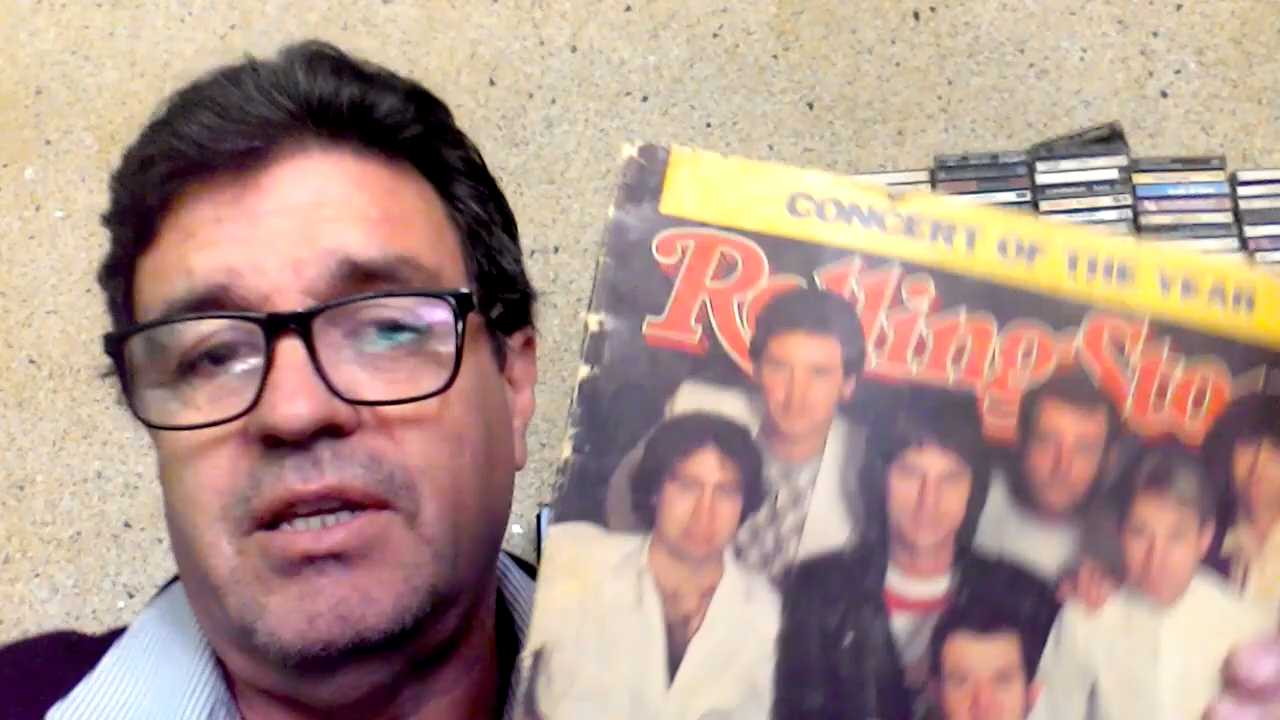 CONCERT OF THE YEAR
Rolling Sto